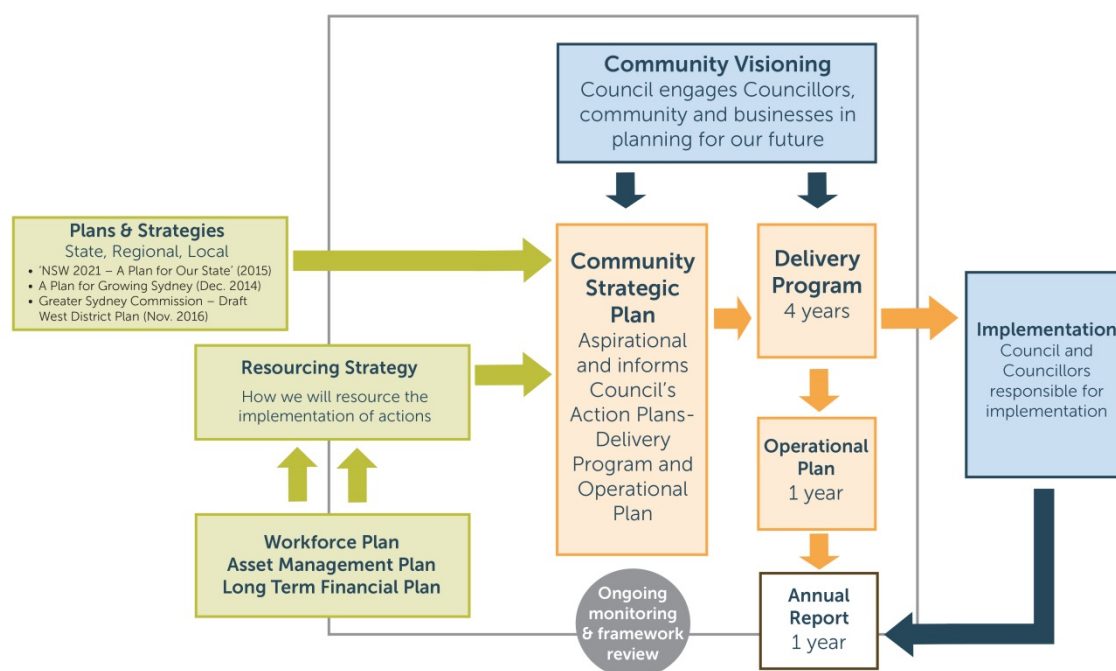 Community Visioning
Council engages Councillors,
community and businesses in
planning for our future
Plans & Strategies
State, Regional, Local
• ‘NSW 2021 – A Plan for Our State’ (2015)
• A Plan for Growing Sydney (Dec. 2014)
• Greater Sydney Commission – Draft
West District Plan (Nov. 2016)
Resourcing Strategy
How we will resource the
implementation of actions
Workforce Plan
Asset Management Plan
Long Term Financial Plan
Community
Strategic
Plan
Aspirational
and informs
Council’s
Action Plans-
Delivery
Program and
Operational
Plan
Delivery
Program
4 years
Operational
Plan
1 year
Annual
Report
1 year
Implementation
Council and
Councillors
responsible for
implementation
Ongoing
monitoring
& framework
review